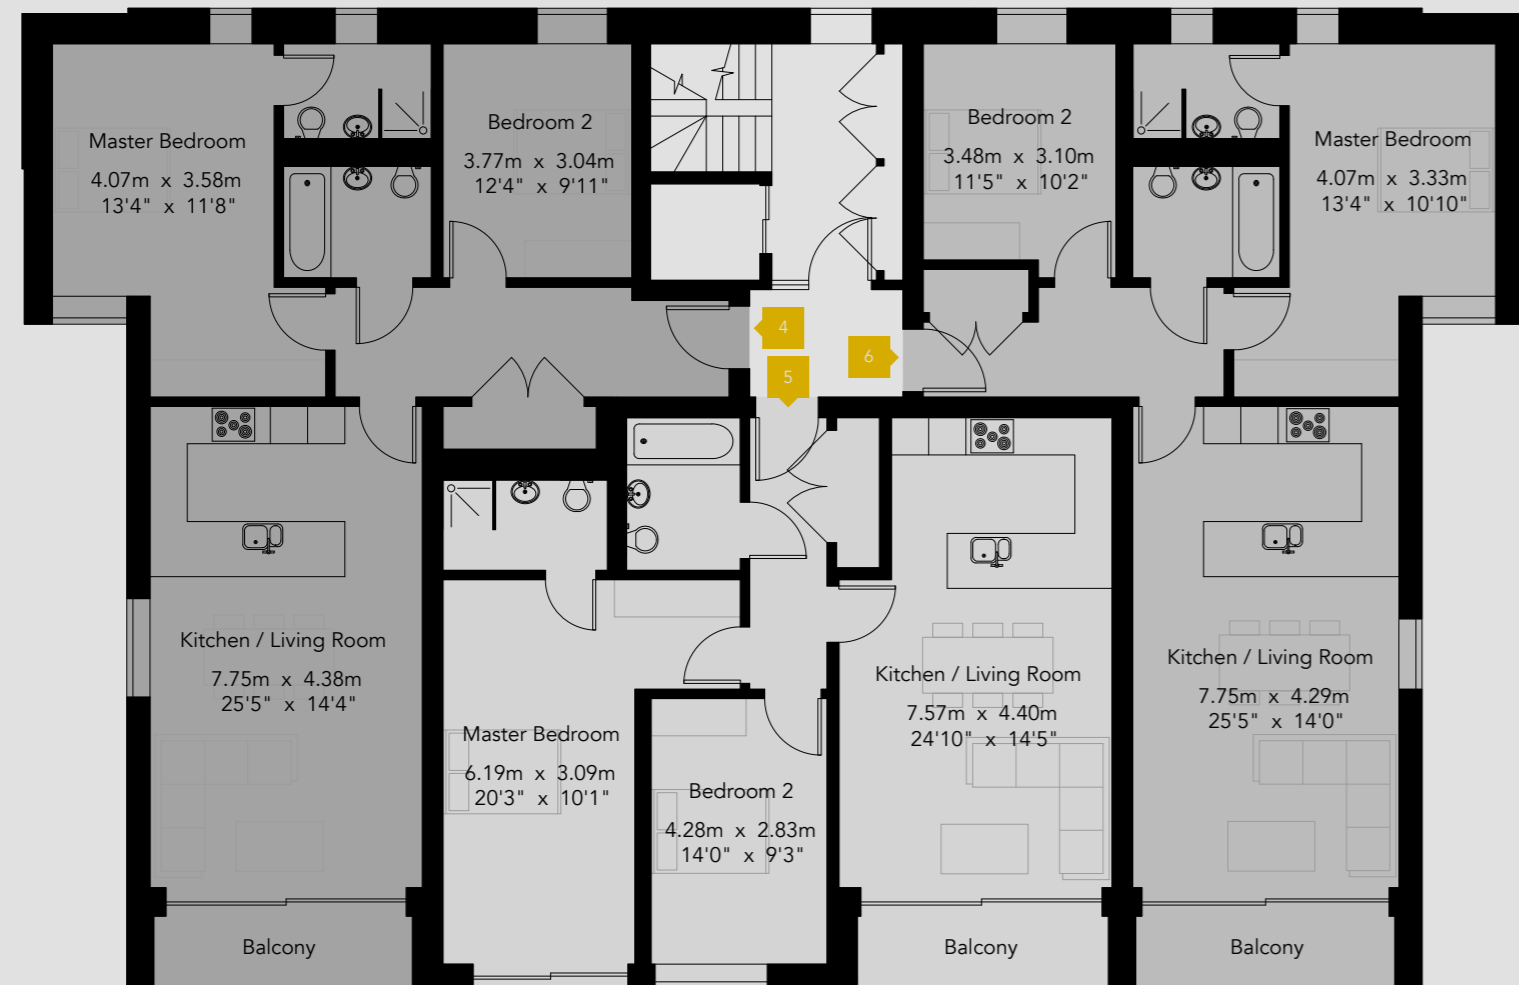 Master Bedroom
4.07m x 3.58m
13'4" x 11'8"
Bedroom 2
3.77m x 3.04m
12'4" x 9'11"
Bedroom 2
3.48m x 3.10m
11'5" x 10'2"
Master Bedroom
4.07m x 3.33m
13'4" x 10'10"
4
5
6
Kitchen / Living Room
7.75m x 4.38m
25'5" x 14'4"
Master Bedroom
6.19m x 3.09m
20'3" x 10'1"
Bedroom 2
4.28m x 2.83m
14'0" x 9'3"
Kitchen / Living Room
7.57m x 4.40m
24'10" x 14'5"
Kitchen / Living Room
7.75m x 4.29m
25'5" x 14'0"
Balcony
Balcony
Balcony